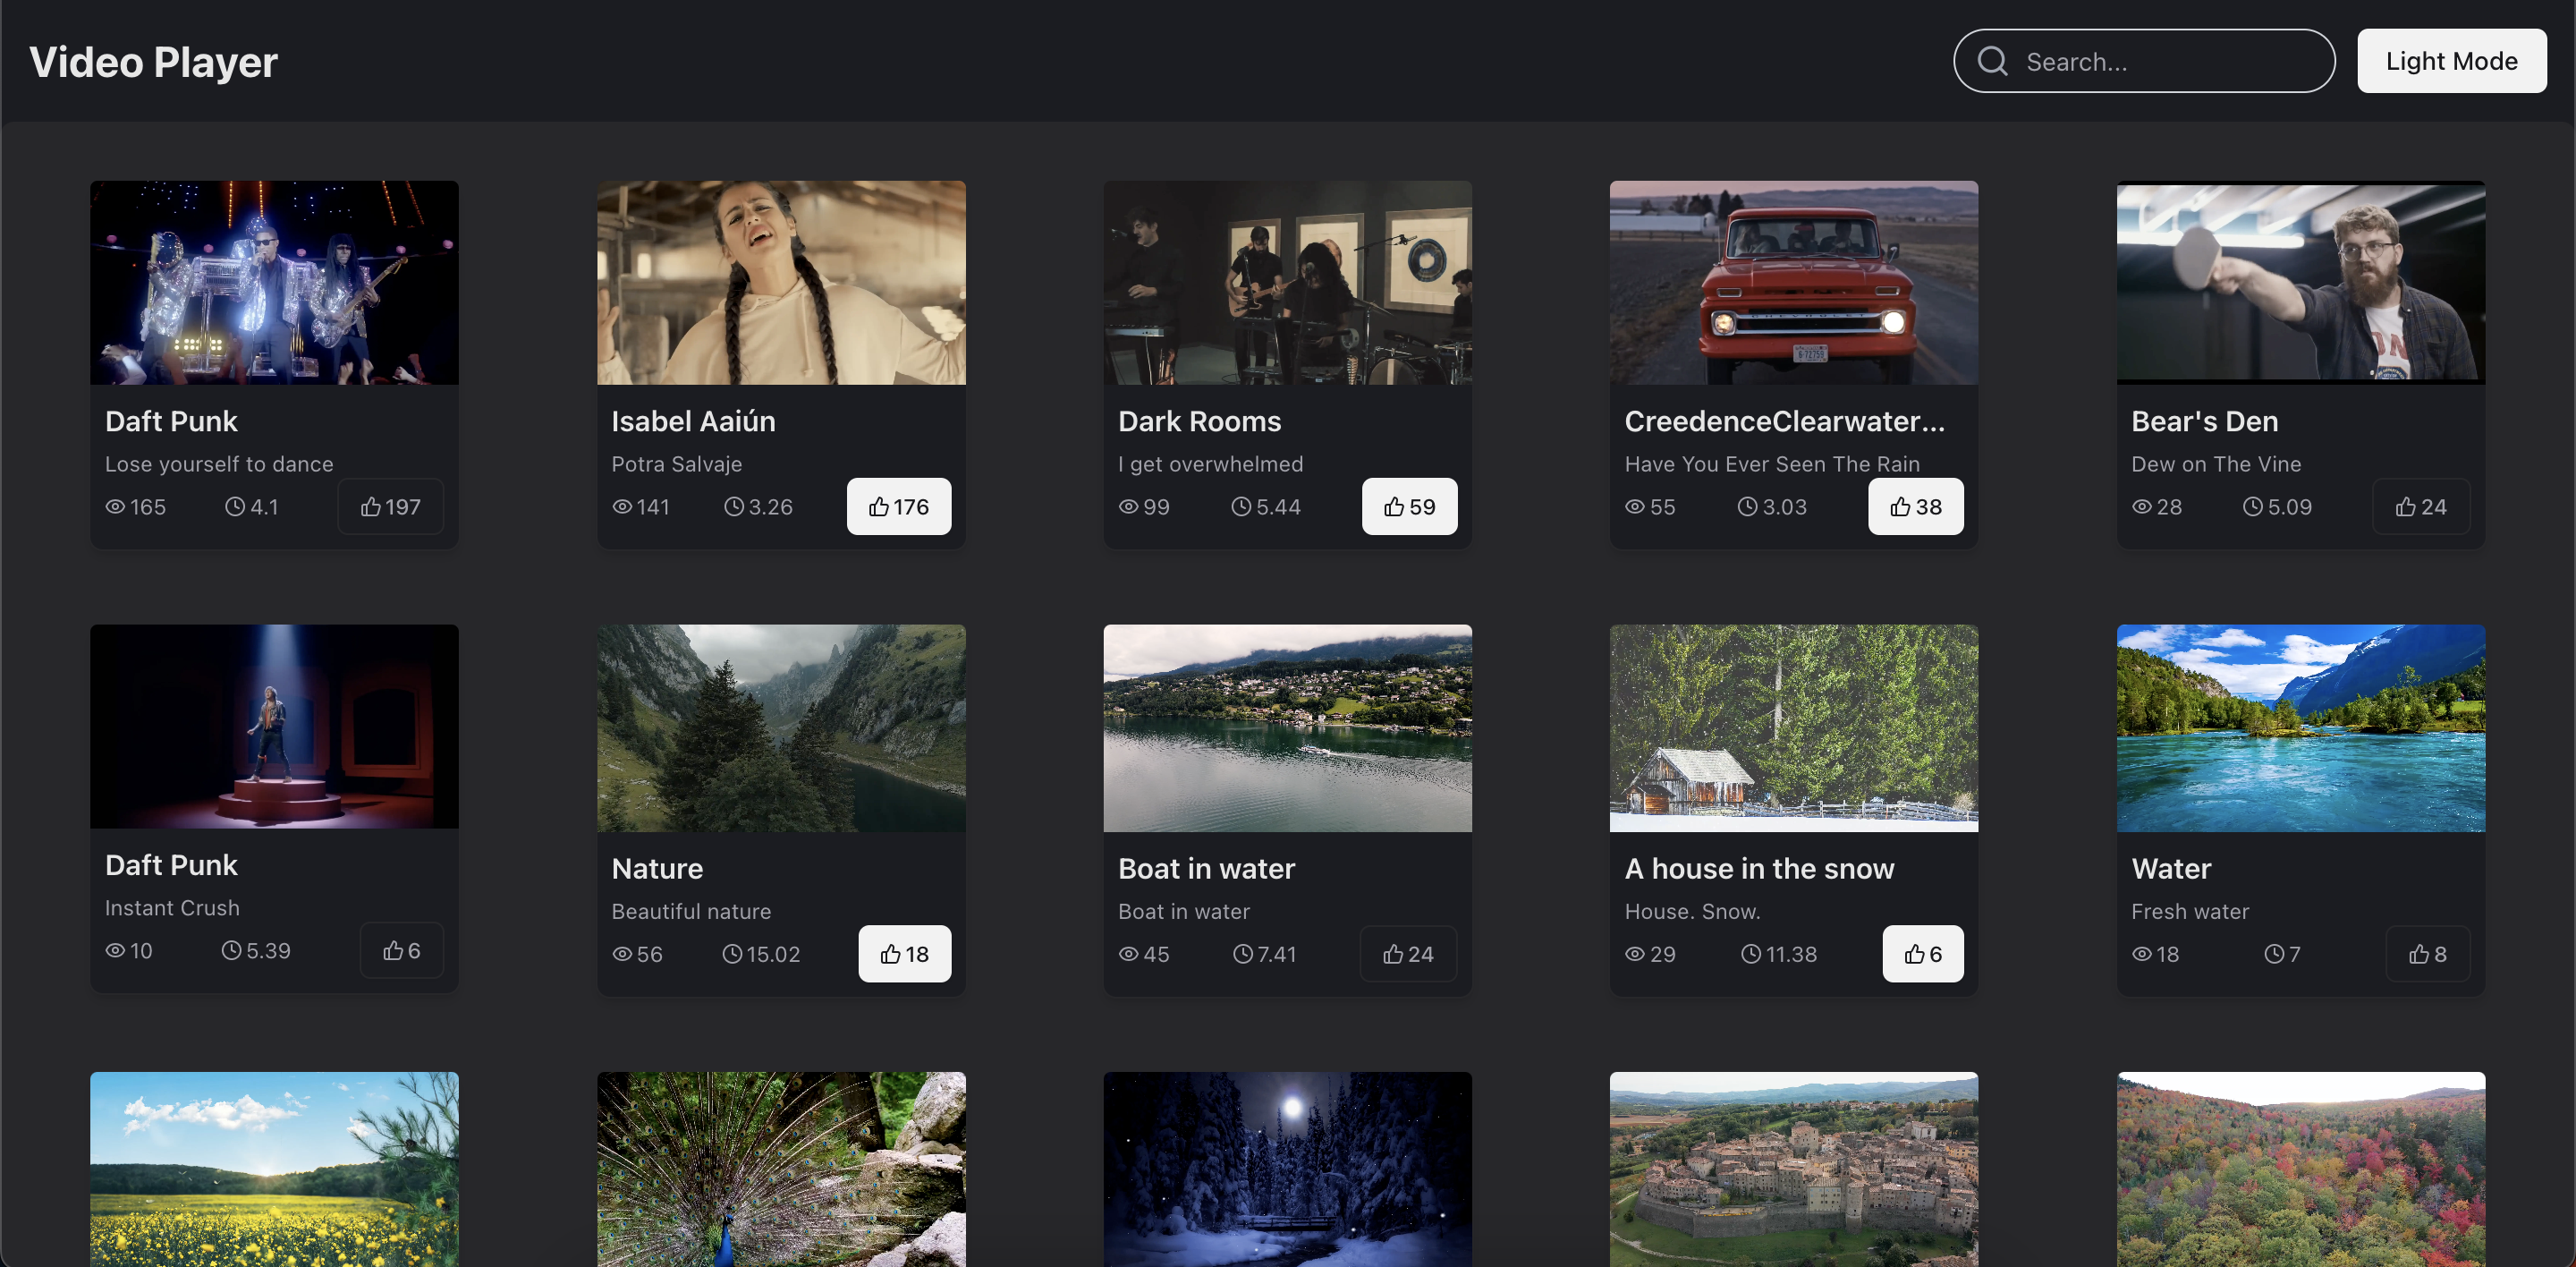 Video Player
Search...
Light Mode
Daft Punk
Lose yourself to dance
165 4.1 197
Isabel Aaiún
Potra Salvaje
141 3.26 176
Dark Rooms
I get overwhelmed
99 5.44 59
CreedenceClearwater...
Have You Ever Seen The Rain
55 3.03 38
Bear's Den
Dew on The Vine
28 5.09 24
Daft Punk
Instant Crush
10 5.39 6
Nature
Beautiful nature
56 15.02 18
Boat in water
Boat in water
45 7.41 24
A house in the snow
House. Snow.
29 11.38 6
Water
Fresh water
18 7 8